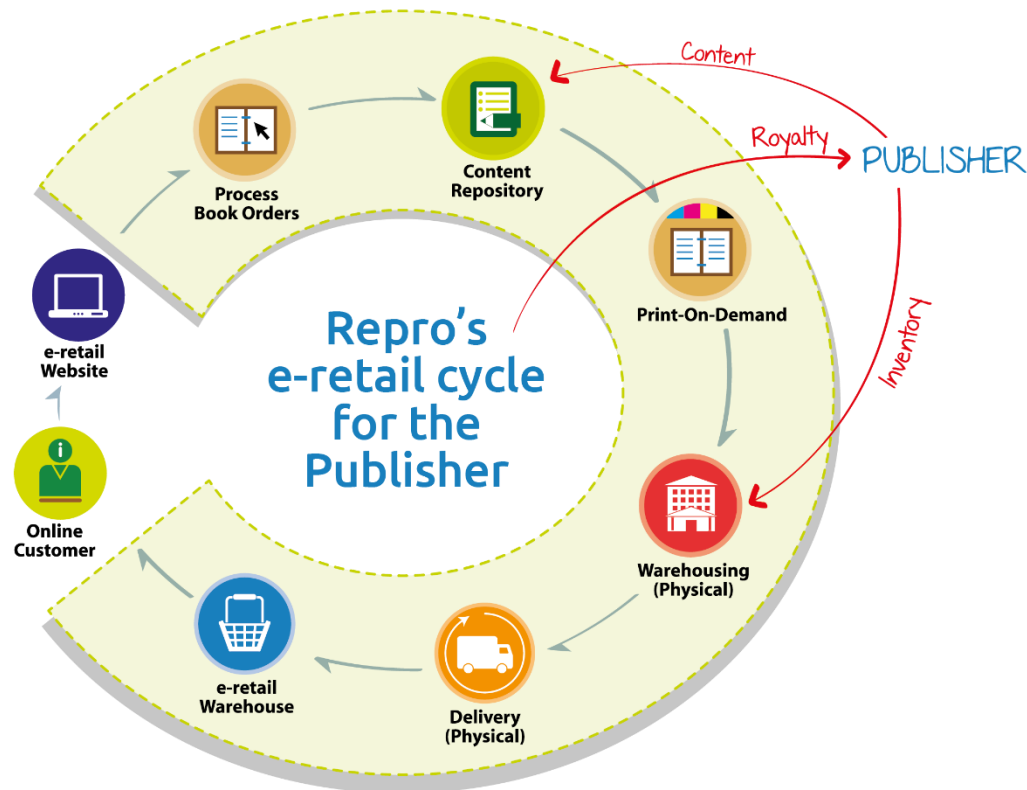 Content
Royalty
PUBLISHER
Inventory
Process
Book Orders
Content
Repository
Print-On-Demand
e-retail
Website
Repro's
e-retail cycle
for the
Publisher
Online
Customer
Warehousing
(Physical)
e-retail
Warehouse
Delivery
(Physical)